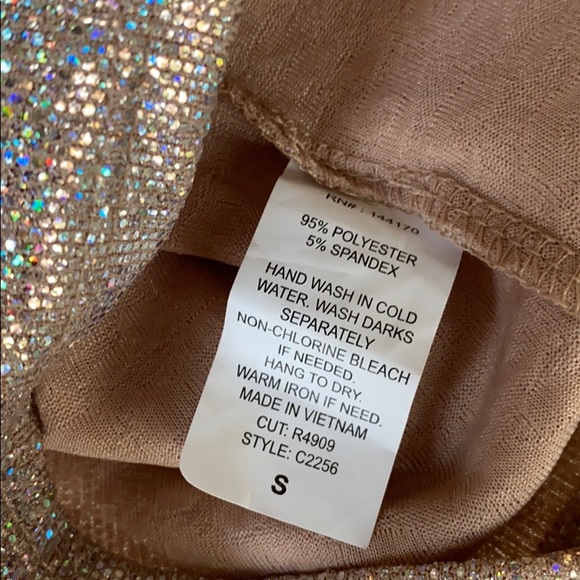 RN# : 144170
95% POLYESTER
5% SPANDEX
HAND WASH IN COLD
WATER. WASH DARKS
SEPARATELY
NON-CHLORINE BLEACH
IF NEEDED.
HANG TO DRY.
WARM IRON IF NEED.
MADE IN VIETNAM
CUT: R4909
STYLE: C2256
S